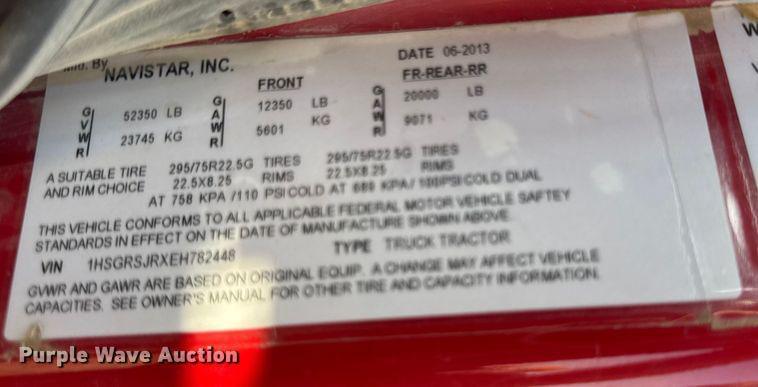 Mfg. By NAVISTAR, INC.
DATE 06-2013
FRONT
FR-REAR-RR
GVWR 52350 LB
23745 KG
GAWR 12350 LB
5601 KG
GAWR 20000 LB
9071 KG
A SUITABLE TIRE 295/75R22.5G TIRES 295/75R22.5G TIRES
AND RIM CHOICE 22.5X8.25 RIMS 22.5X8.25 RIMS
AT 758 KPA /110 PSI COLD AT 689 KPA/ 100PSI COLD DUAL
THIS VEHICLE CONFORMS TO ALL APPLICABLE FEDERAL MOTOR VEHICLE SAFTEY
STANDARDS IN EFFECT ON THE DATE OF MANUFACTURE SHOWN ABOVE.
VIN 1HSGRSJRXEH782448 TYPE TRUCK TRACTOR
GVWR AND GAWR ARE BASED ON ORIGINAL EQUIP. A CHANGE MAY AFFECT VEHICLE
CAPACITIES. SEE OWNER'S MANUAL FOR OTHER TIRE AND CAPACITY INFORMATION.
Purple Wave Auction